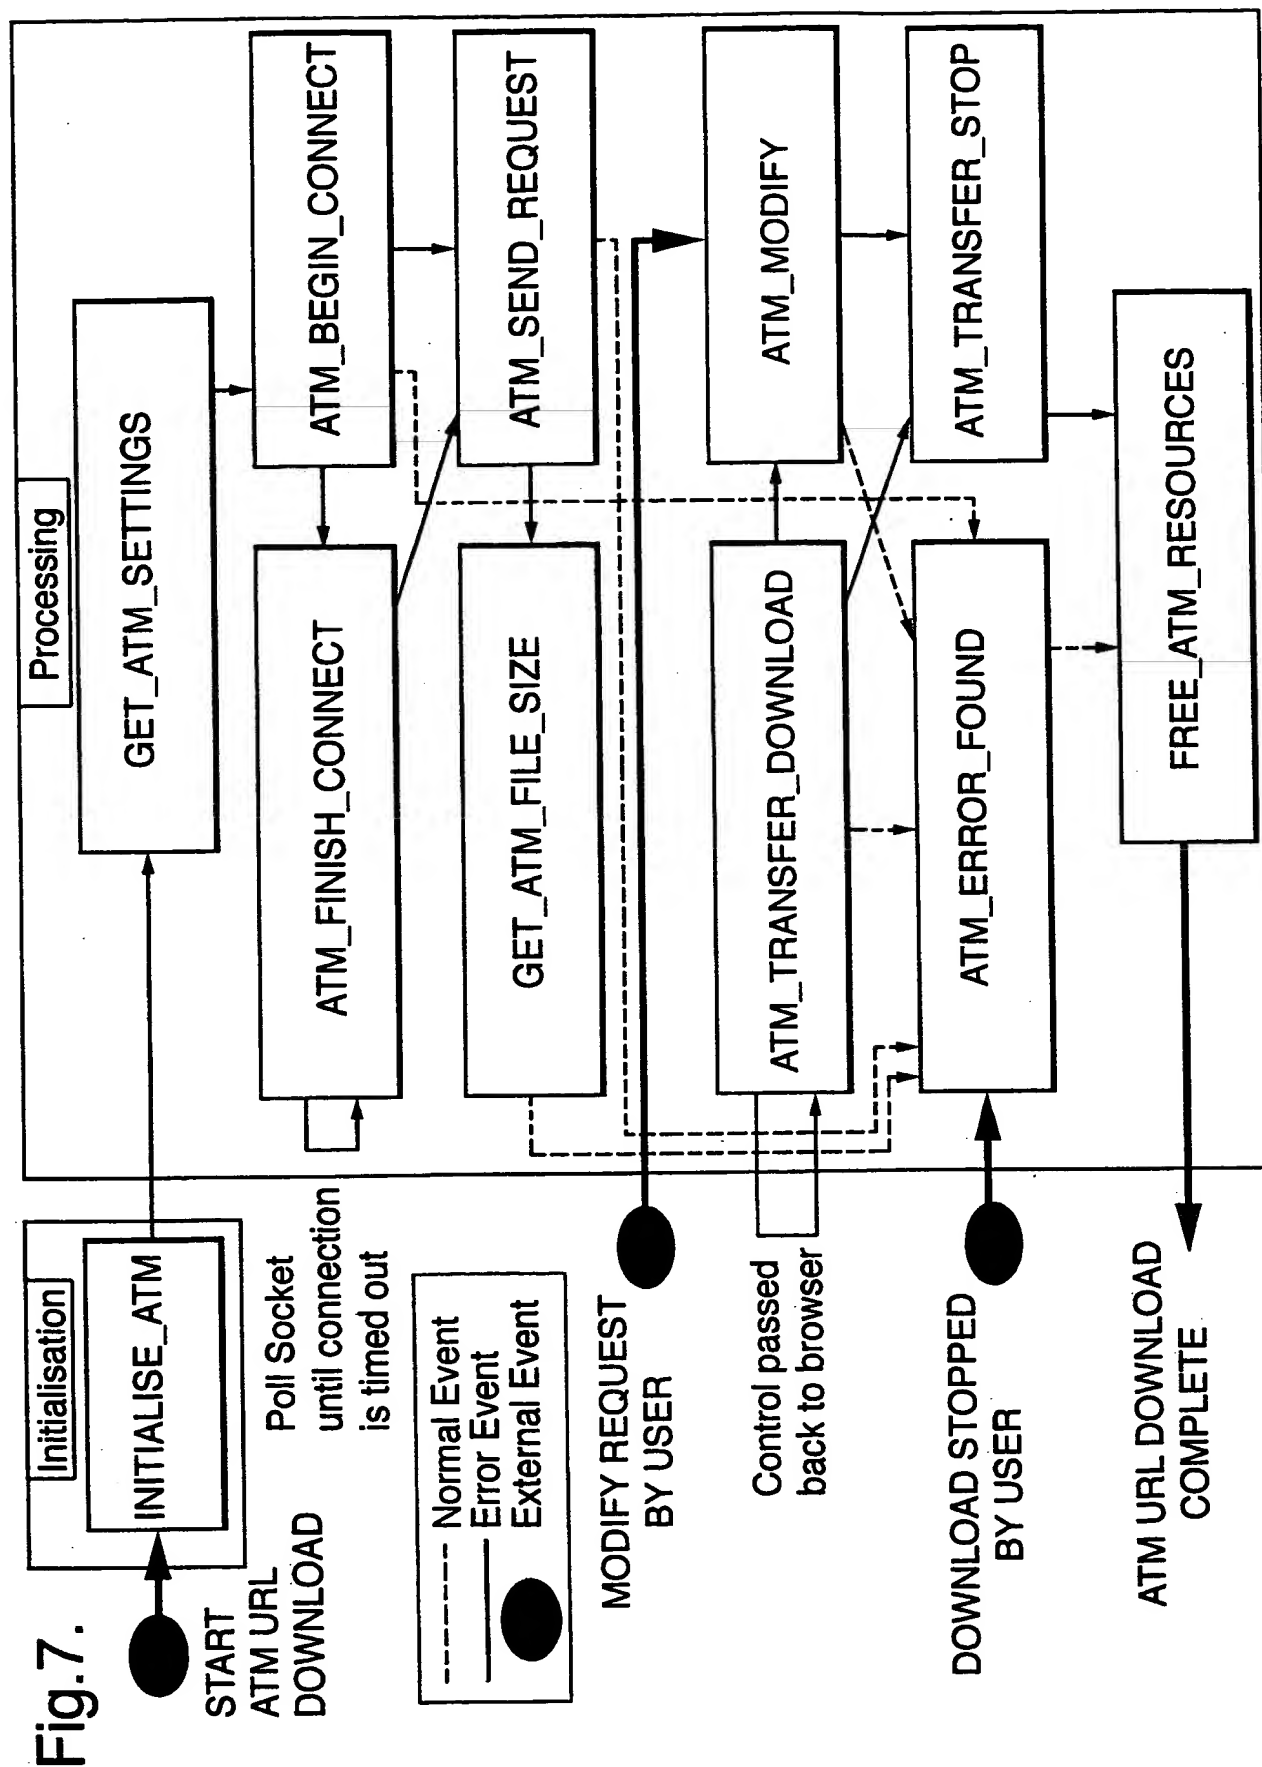 Fig.7.
START
ATM URL
DOWNLOAD
Initialisation
INITIALISE_ATM
Processing
GET_ATM_SETTINGS
Poll Socket
until connection
is timed out
ATM_FINISH_CONNECT
ATM_BEGIN_CONNECT
Normal Event
Error Event
External Event
GET_ATM_FILE_SIZE
ATM_SEND_REQUEST
MODIFY REQUEST
BY USER
Control passed
back to browser
ATM_TRANSFER_DOWNLOAD
ATM_MODIFY
DOWNLOAD STOPPED
BY USER
ATM_ERROR_FOUND
ATM_TRANSFER_STOP
ATM URL DOWNLOAD
COMPLETE
FREE_ATM_RESOURCES